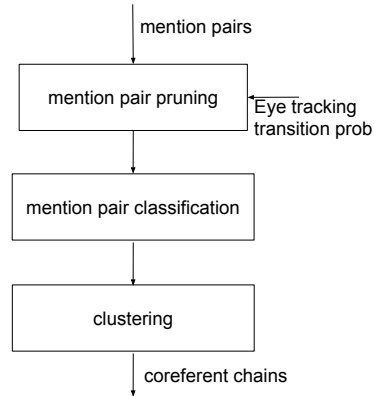 mention pairs
mention pair pruning
Eye tracking
transition prob
mention pair classification
clustering
coreferent chains